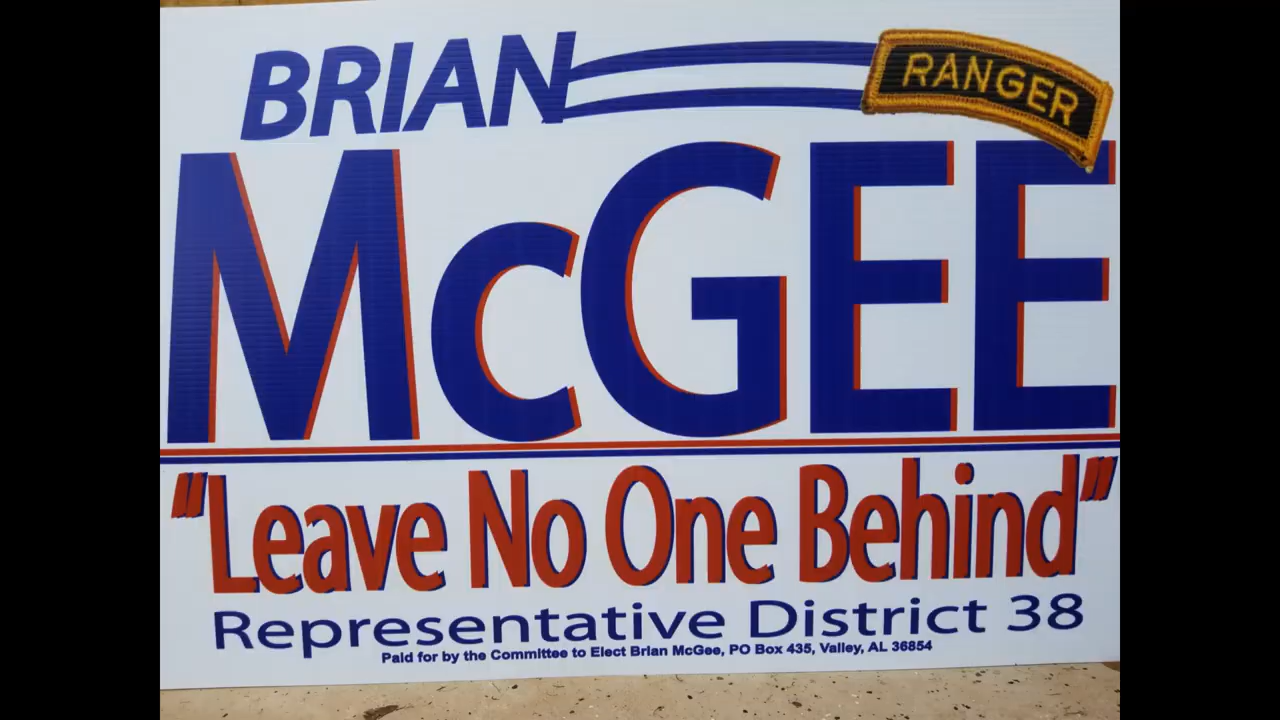 BRIAN
RANGER
McGEE
"Leave No One Behind"
Representative District 38
Paid for by the Committee to Elect Brian McGee, PO Box 435, Valley, AL 36854